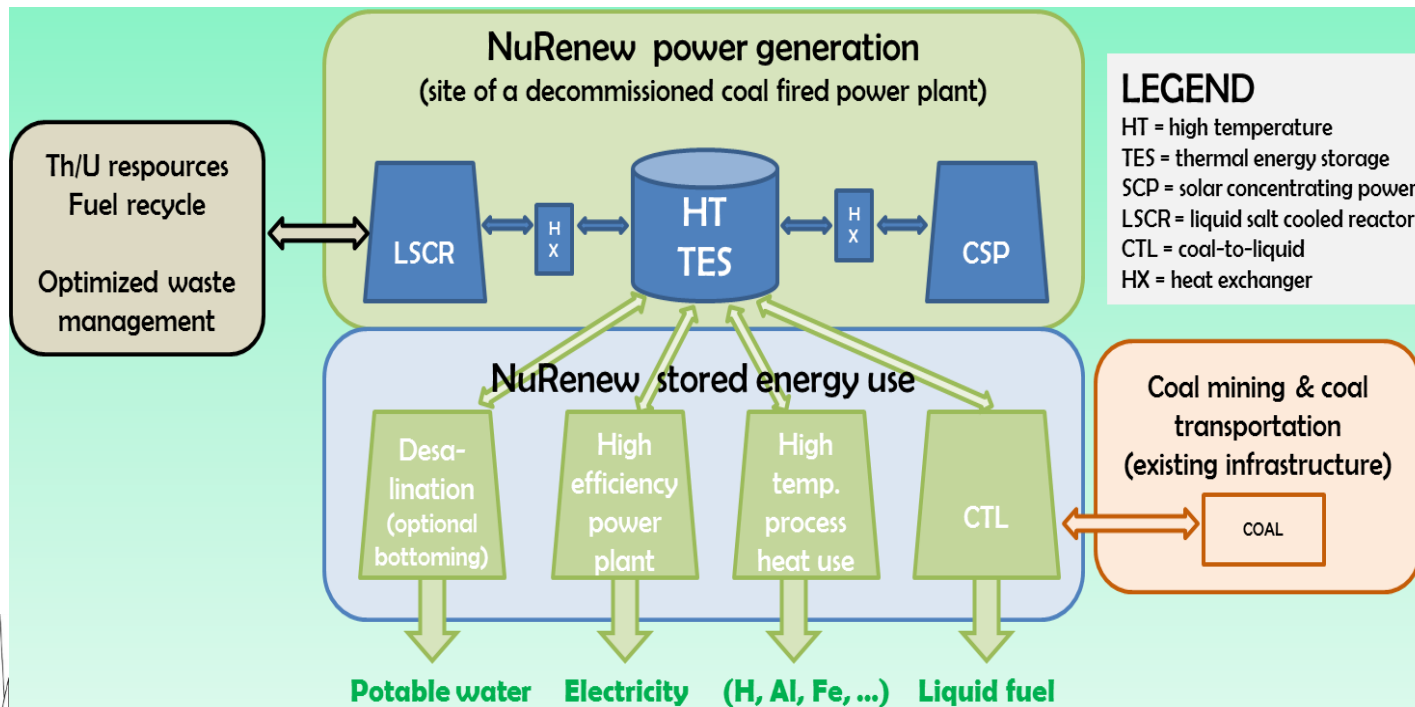 NuRenew power generation
(site of a decommissioned coal fired power plant)
LEGEND
HT = high temperature
TES = thermal energy storage
SCP = solar concentrating power
LSCR = liquid salt cooled reactor
CTL = coal-to-liquid
HX = heat exchanger
Th/U respources
Fuel recycle
Optimized waste
management
LSCR
H
X
HT
TES
H
X
CSP
NuRenew stored energy use
Desa-
lination
(optional
bottoming)
High
efficiency
power
plant
High
temp.
process
heat use
CTL
Coal mining & coal
transportation
(existing infrastructure)
COAL
Potable water
Electricity
(H, Al, Fe, ...)
Liquid fuel